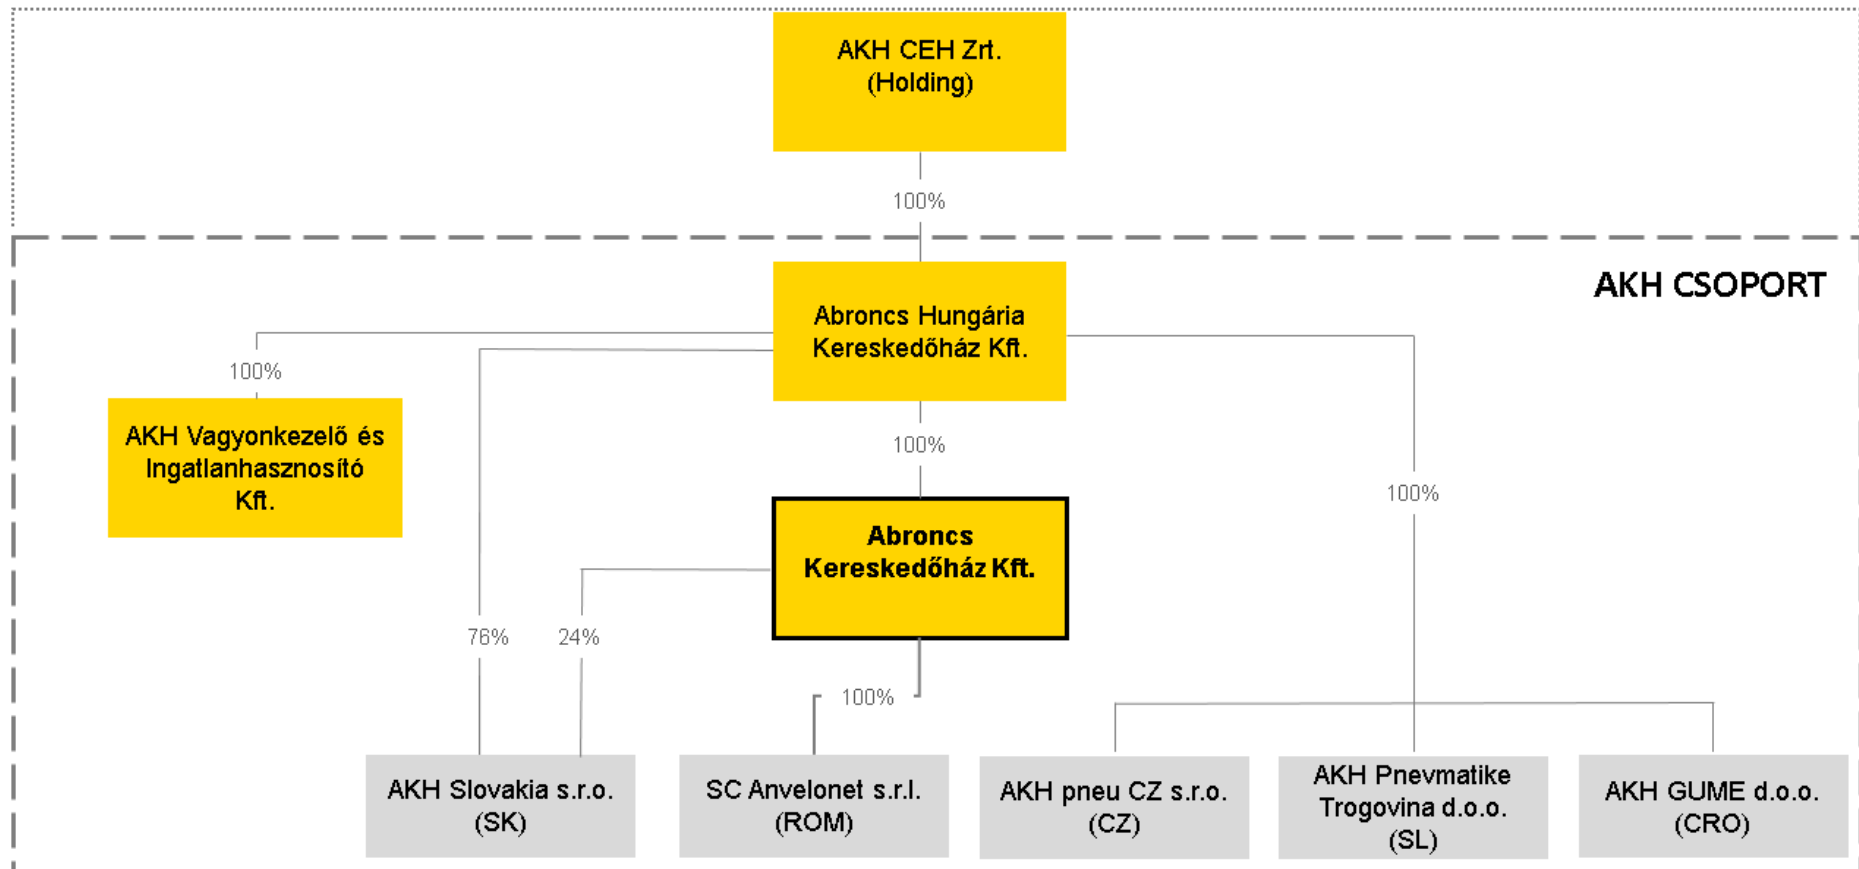 AKH CEH Zrt.
(Holding)
100%
AKH CSOPORT
Abroncs Hungária
Kereskedőház Kft.
100%
AKH Vagyonkezelő és
Ingatlanhasznosító
Kft.
100%
100%
Abroncs
Kereskedőház Kft.
76%
24%
100%
AKH Slovakia s.r.o.
(SK)
SC Anvelonet s.r.l.
(ROM)
AKH pneu CZ s.r.o.
(CZ)
AKH Pnevmatike
Trogovina d.o.o.
(SL)
AKH GUME d.o.o.
(CRO)